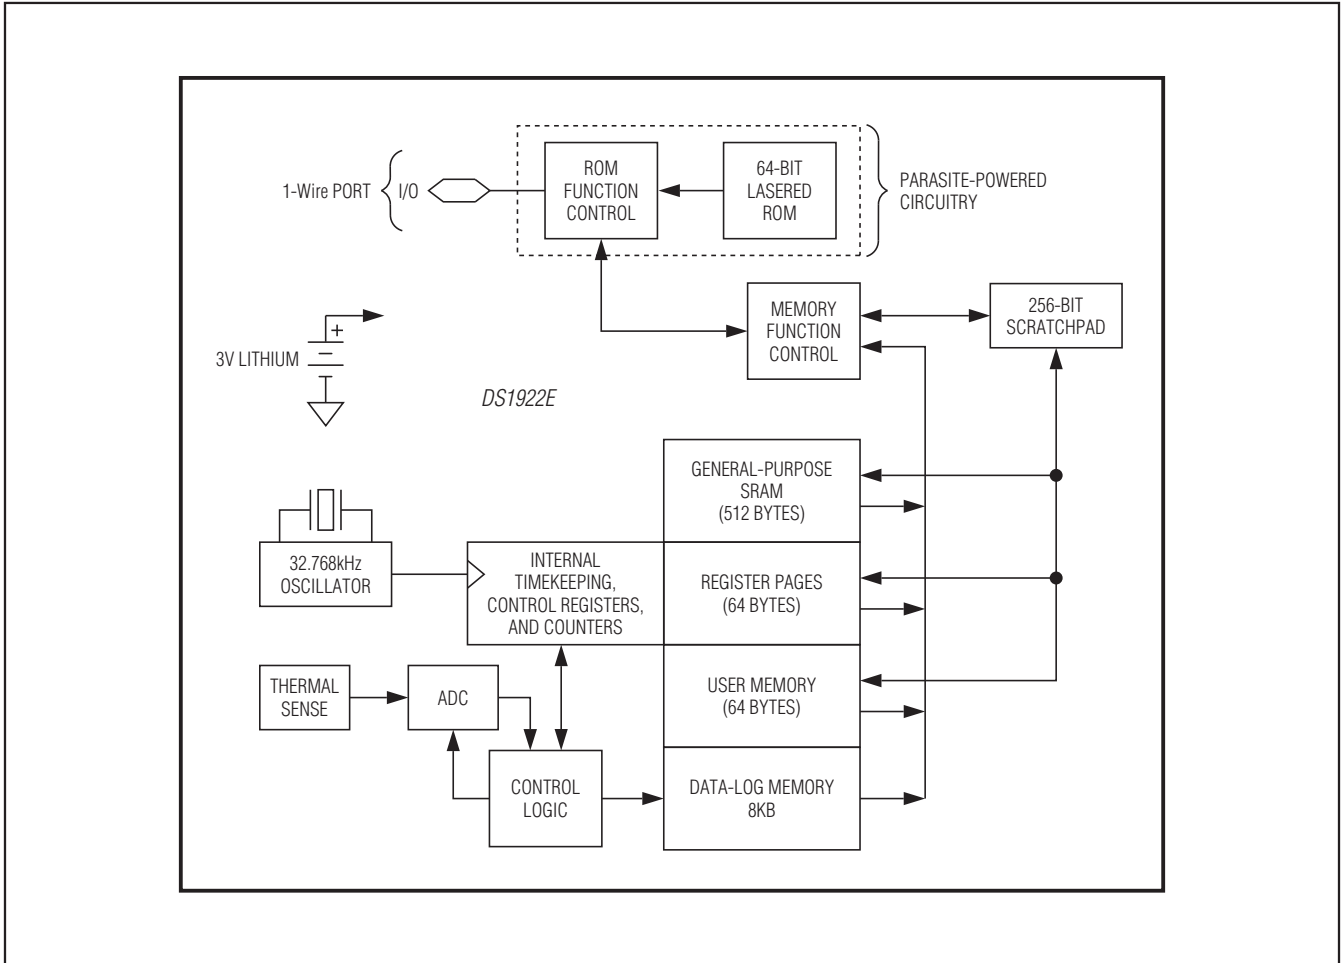 1-Wire PORT
I/O
ROM
FUNCTION
CONTROL
64-BIT
LASERED
ROM
PARASITE-POWERED
CIRCUITRY
MEMORY
FUNCTION
CONTROL
256-BIT
SCRATCHPAD
+
3V LITHIUM
DS1922E
GENERAL-PURPOSE
SRAM
(512 BYTES)
32.768kHz
OSCILLATOR
INTERNAL
TIMEKEEPING,
CONTROL REGISTERS,
AND COUNTERS
REGISTER PAGES
(64 BYTES)
THERMAL
SENSE
ADC
USER MEMORY
(64 BYTES)
CONTROL
LOGIC
DATA-LOG MEMORY
8KB